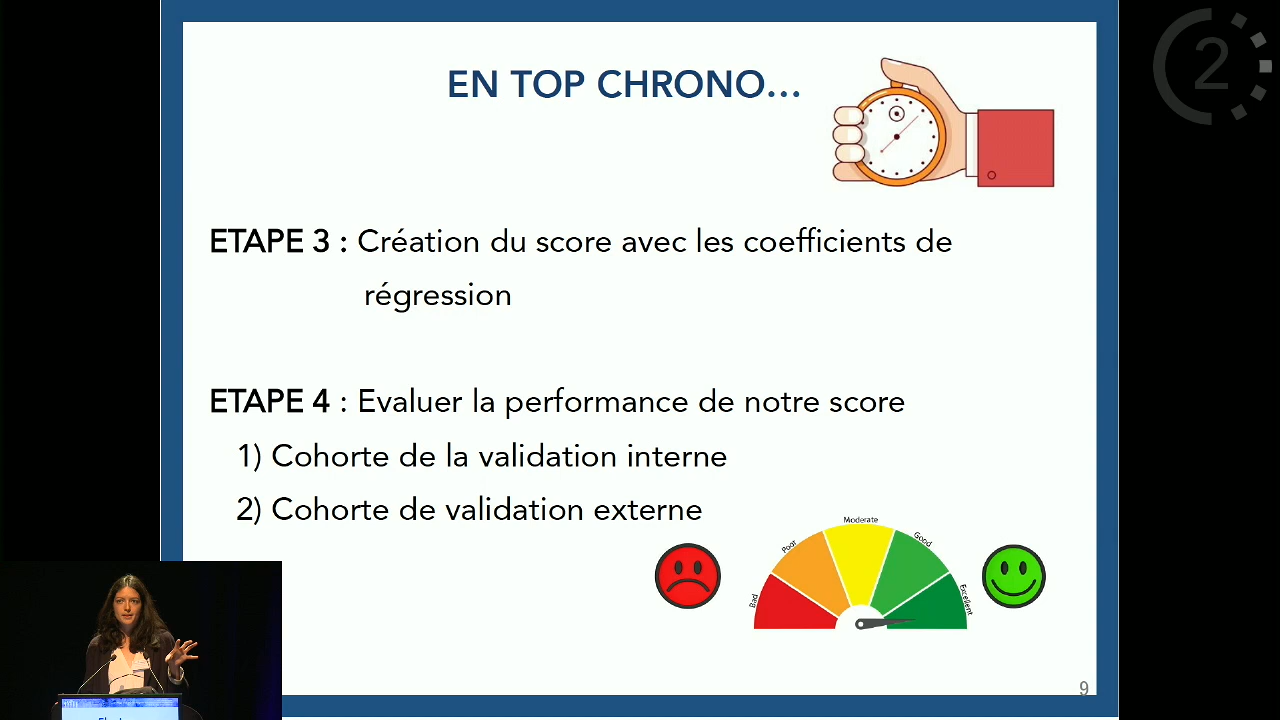 2
EN TOP CHRONO...
ETAPE 3 : Création du score avec les coefficients de
régression
ETAPE 4 : Evaluer la performance de notre score
1) Cohorte de la validation interne
2) Cohorte de validation externe
Bad
Poor
Moderate
Good
Excellent
9